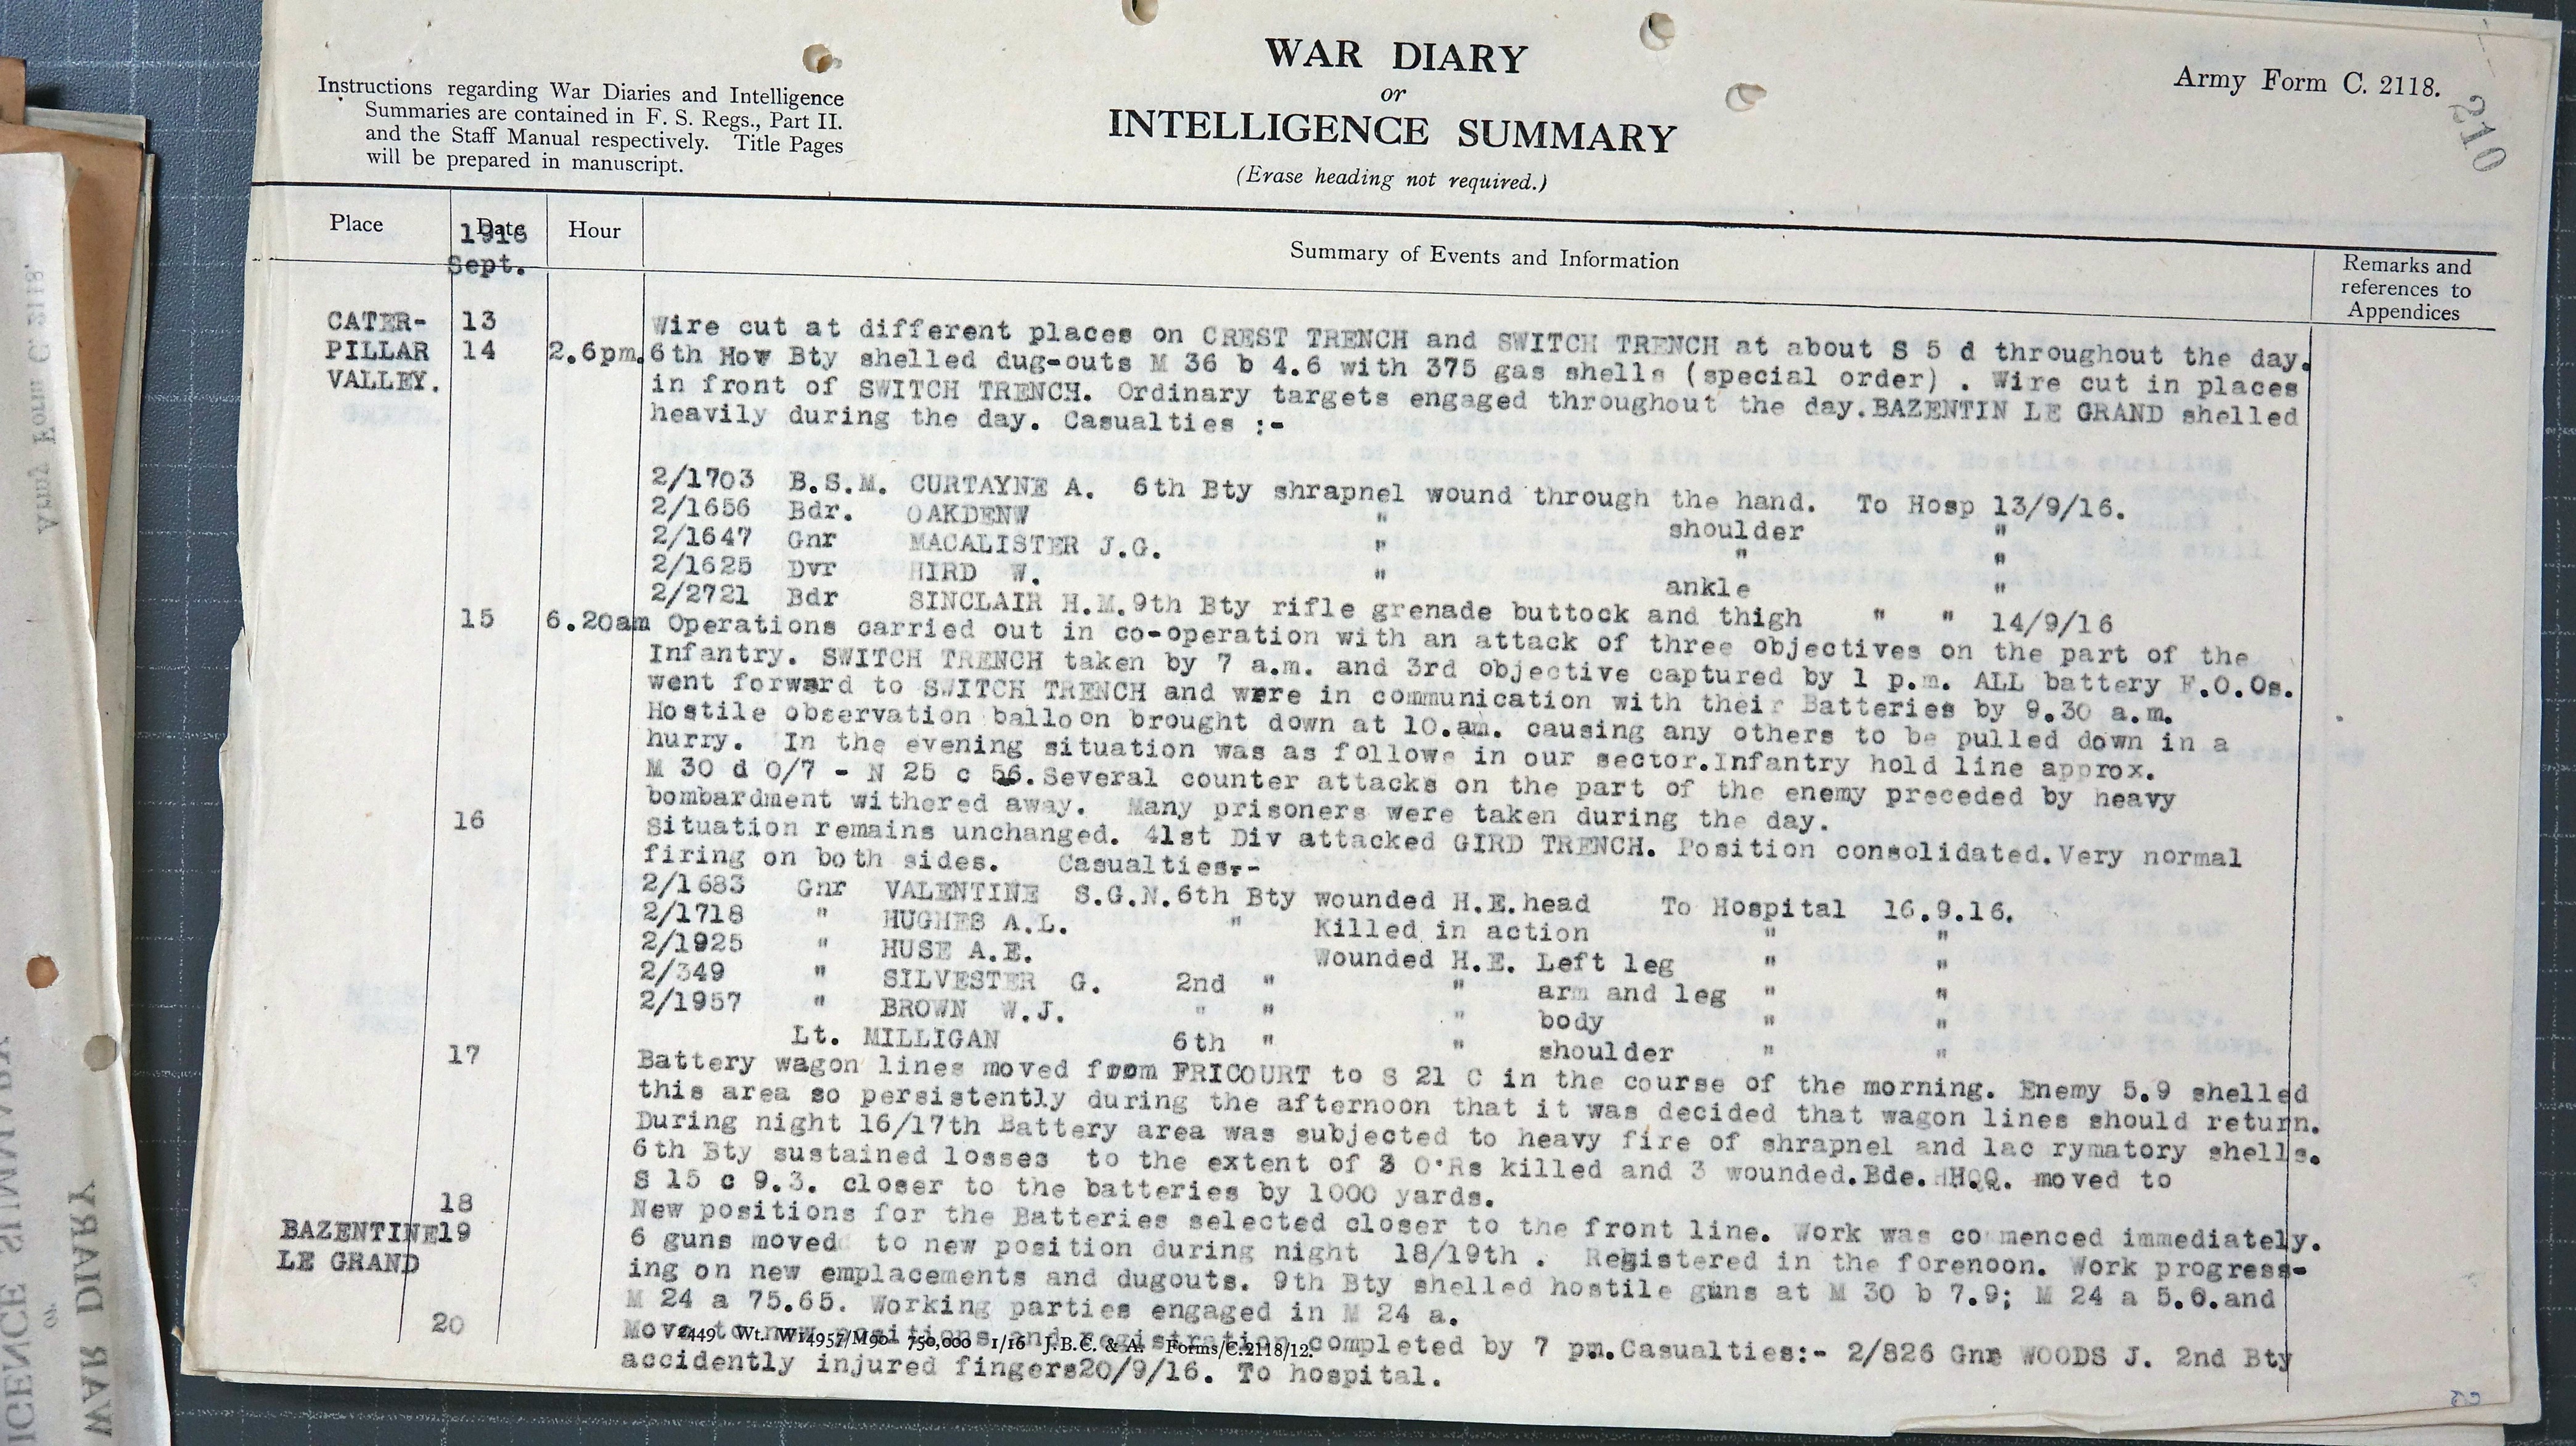 WAR DIARY
or
INTELLIGENCE SUMMARY
(Erase heading not required.)
Instructions regarding War Diaries and Intelligence
Summaries are contained in F. S. Regs., Part II.
and the Staff Manual respectively. Title Pages
will be prepared in manuscript.
Army Form C. 2118.
210
Place Date Hour Summary of Events and Information Remarks and references to Appendices
1916
Sept.
CATER- 13 Wire cut at different places on CREST TRENCH and SWITCH TRENCH at about S 5 d throughout the day.
PILLAR 14 2.6pm. 6th How Bty shelled dug-outs M 36 b 4.6 with 375 gas shells (special order) . Wire cut in places
VALLEY. in front of SWITCH TRENCH. Ordinary targets engaged throughout the day.BAZENTIN LE GRAND shelled
heavily during the day. Casualties :-
2/1703 B.S.M. CURTAYNE A. 6th Bty shrapnel wound through the hand. To Hosp 13/9/16.
2/1656 Bdr. OAKDENW " shoulder "
2/1647 Gnr MACALISTER J.G. " " "
2/1625 Dvr HIRD W. " ankle "
2/2721 Bdr SINCLAIR H.M.9th Bty rifle grenade buttock and thigh " " 14/9/16
15 6.20am Operations carried out in co-operation with an attack of three objectives on the part of the
Infantry. SWITCH TRENCH taken by 7 a.m. and 3rd objective captured by 1 p.m. ALL battery F.O.Os.
went forward to SWITCH TRENCH and were in communication with their Batteries by 9.30 a.m.
Hostile observation balloon brought down at 10.am. causing any others to be pulled down in a
hurry. In the evening situation was as follows in our sector.Infantry hold line approx.
M 30 d 0/7 - N 25 c 56.Several counter attacks on the part of the enemy preceded by heavy
bombardment withered away. Many prisoners were taken during the day.
16 Situation remains unchanged. 41st Div attacked GIRD TRENCH. Position consolidated.Very normal
firing on both sides. Casualties:-
2/1683 Gnr VALENTINE S.G.N.6th Bty wounded H.E.head To Hospital 16.9.16.
2/1718 " HUGHES A.L. " Killed in action " "
2/1925 " HUSE A.E. Wounded H.E. Left leg " "
2/349 " SILVESTER G. 2nd " " arm and leg " "
2/1957 " BROWN W.J. " " " body " "
Lt. MILLIGAN 6th " " shoulder " "
17 Battery wagon lines moved from FRICOURT to S 21 C in the course of the morning. Enemy 5.9 shelled
this area so persistently during the afternoon that it was decided that wagon lines should return.
During night 16/17th Battery area was subjected to heavy fire of shrapnel and lac rymatory shells.
6th Bty sustained losses to the extent of 3 O'Rs killed and 3 wounded.Bde.HHQQ. moved to
S 15 c 9.3. closer to the batteries by 1000 yards.
18 New positions for the Batteries selected closer to the front line. Work was commenced immediately.
BAZENTINE 19 6 guns moved to new position during night 18/19th . Registered in the forenoon. Work progress-
LE GRAND ing on new emplacements and dugouts. 9th Bty shelled hostile guns at M 30 b 7.9; M 24 a 5.6.and
M 24 a 75.65. Working parties engaged in M 24 a.
20 Move to new positions and registration completed by 7 pm.Casualties:- 2/826 Gnr WOODS J. 2nd Bty
2449 Wt. W14957/M90 750,000 1/16 J.B.C. & A. Forms/C.2118/12.
accidently injured fingers20/9/16. To hospital.
WAR DIARY